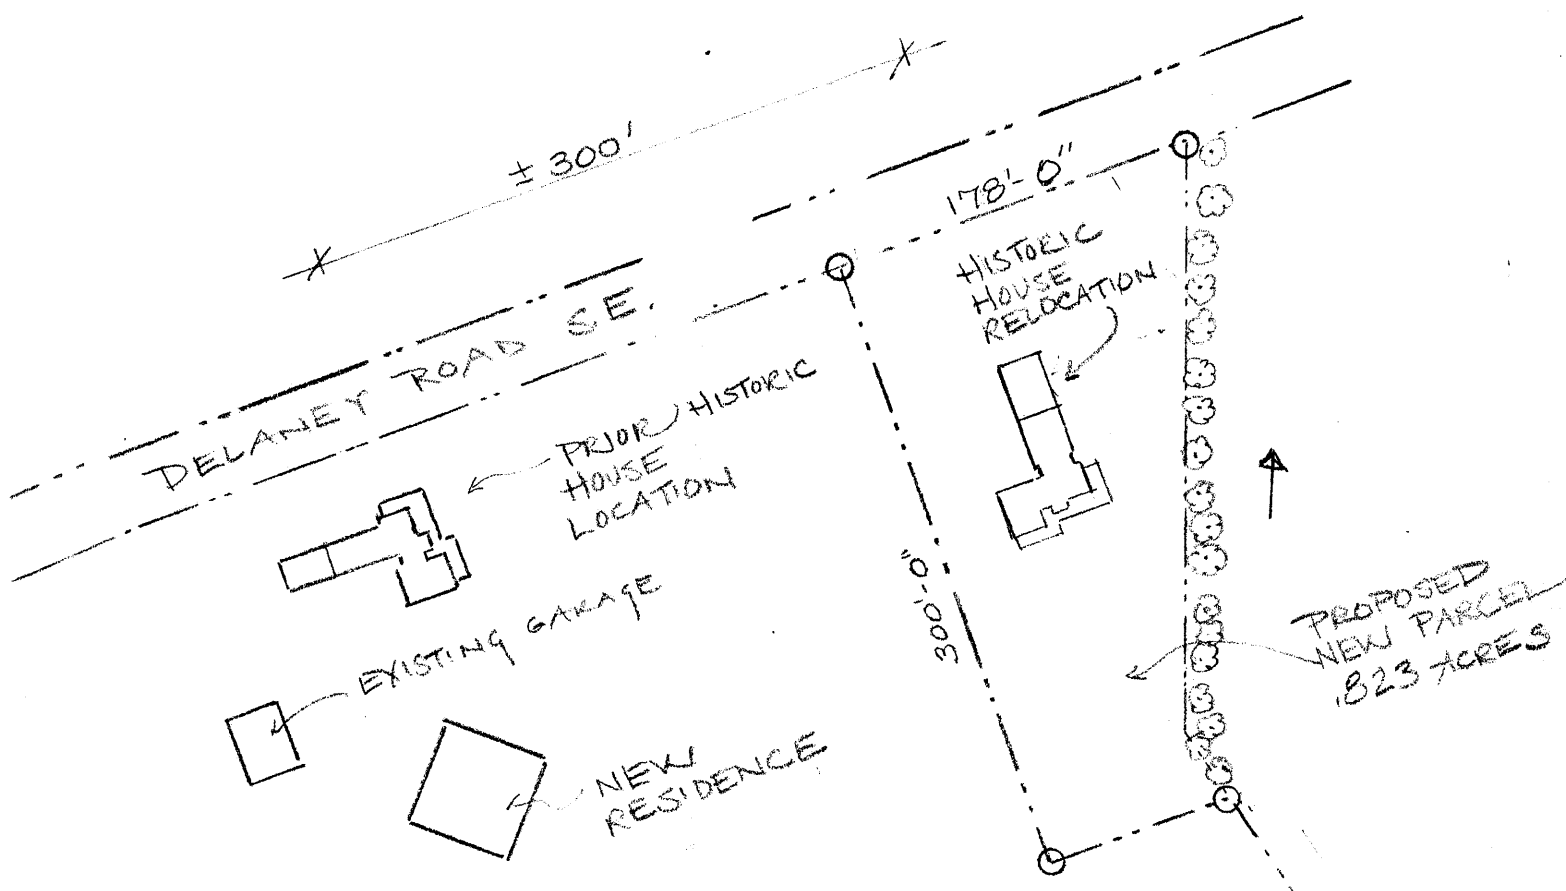 ± 300'
178'-0"
HISTORIC
HOUSE
RELOCATION
DELANEY ROAD SE.
PRIOR HISTORIC
HOUSE
LOCATION
EXISTING GARAGE
300'-0"
NEW
RESIDENCE
PROPOSED
NEW PARCEL
.823 ACRES